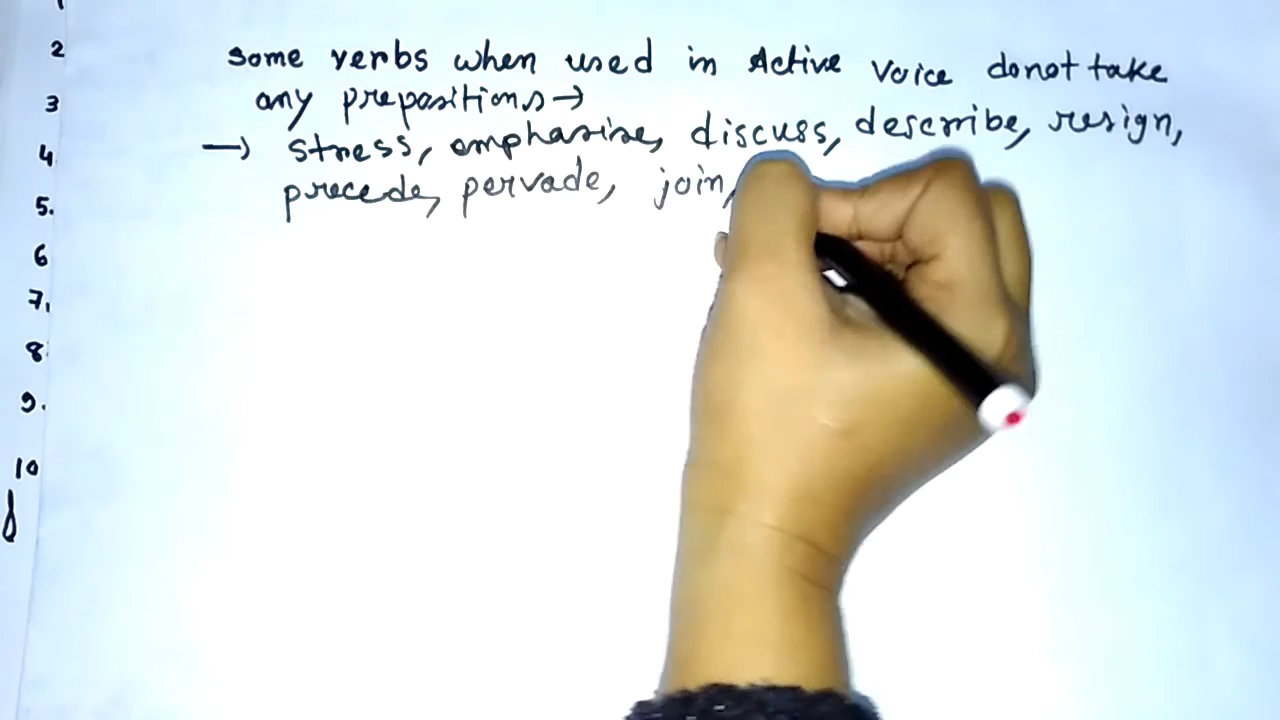 2
some verbs when used in Active voice donot take
3
any prepositions →
4
→ stress, emphasise, discuss, describe, resign,
precede, pervade, join,
5.
6
7.
8
9.
10